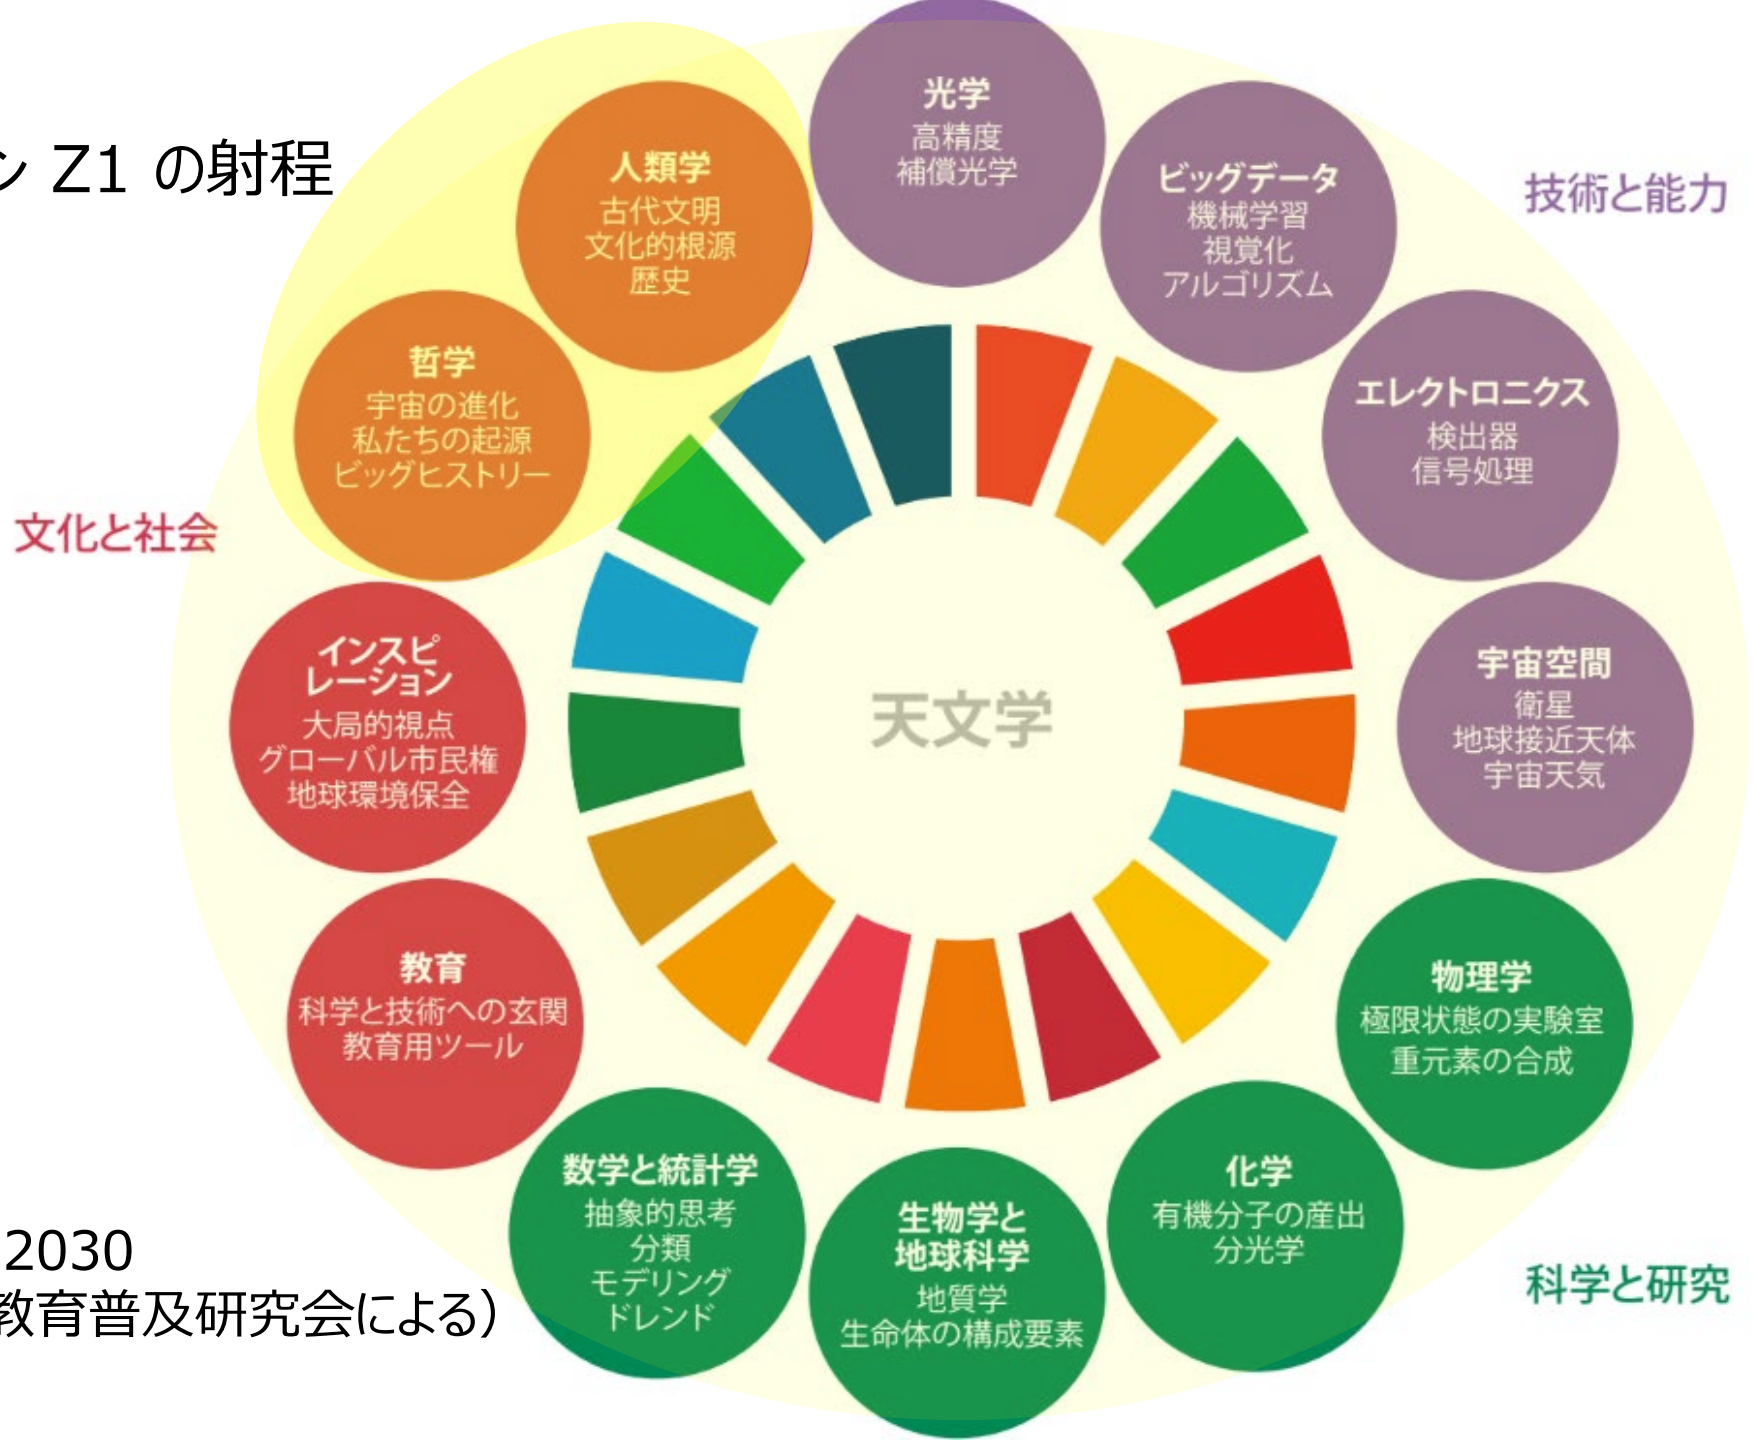 ン Z1 の射程
光学
高精度
補償光学
人類学
古代文明
文化的根源
歴史
ビッグデータ
機械学習
視覚化
アルゴリズム
技術と能力
哲学
宇宙の進化
私たちの起源
ビッグヒストリー
エレクトロニクス
検出器
信号処理
文化と社会
インスピ
レーション
大局的視点
グローバル市民権
地球環境保全
天文学
宇宙空間
衛星
地球接近天体
宇宙天気
教育
科学と技術への玄関
教育用ツール
物理学
極限状態の実験室
重元素の合成
数学と統計学
抽象的思考
分類
モデリング
ドレンド
生物学と
地球科学
地質学
生命体の構成要素
化学
有機分子の産出
分光学
科学と研究
2030
教育普及研究会による）